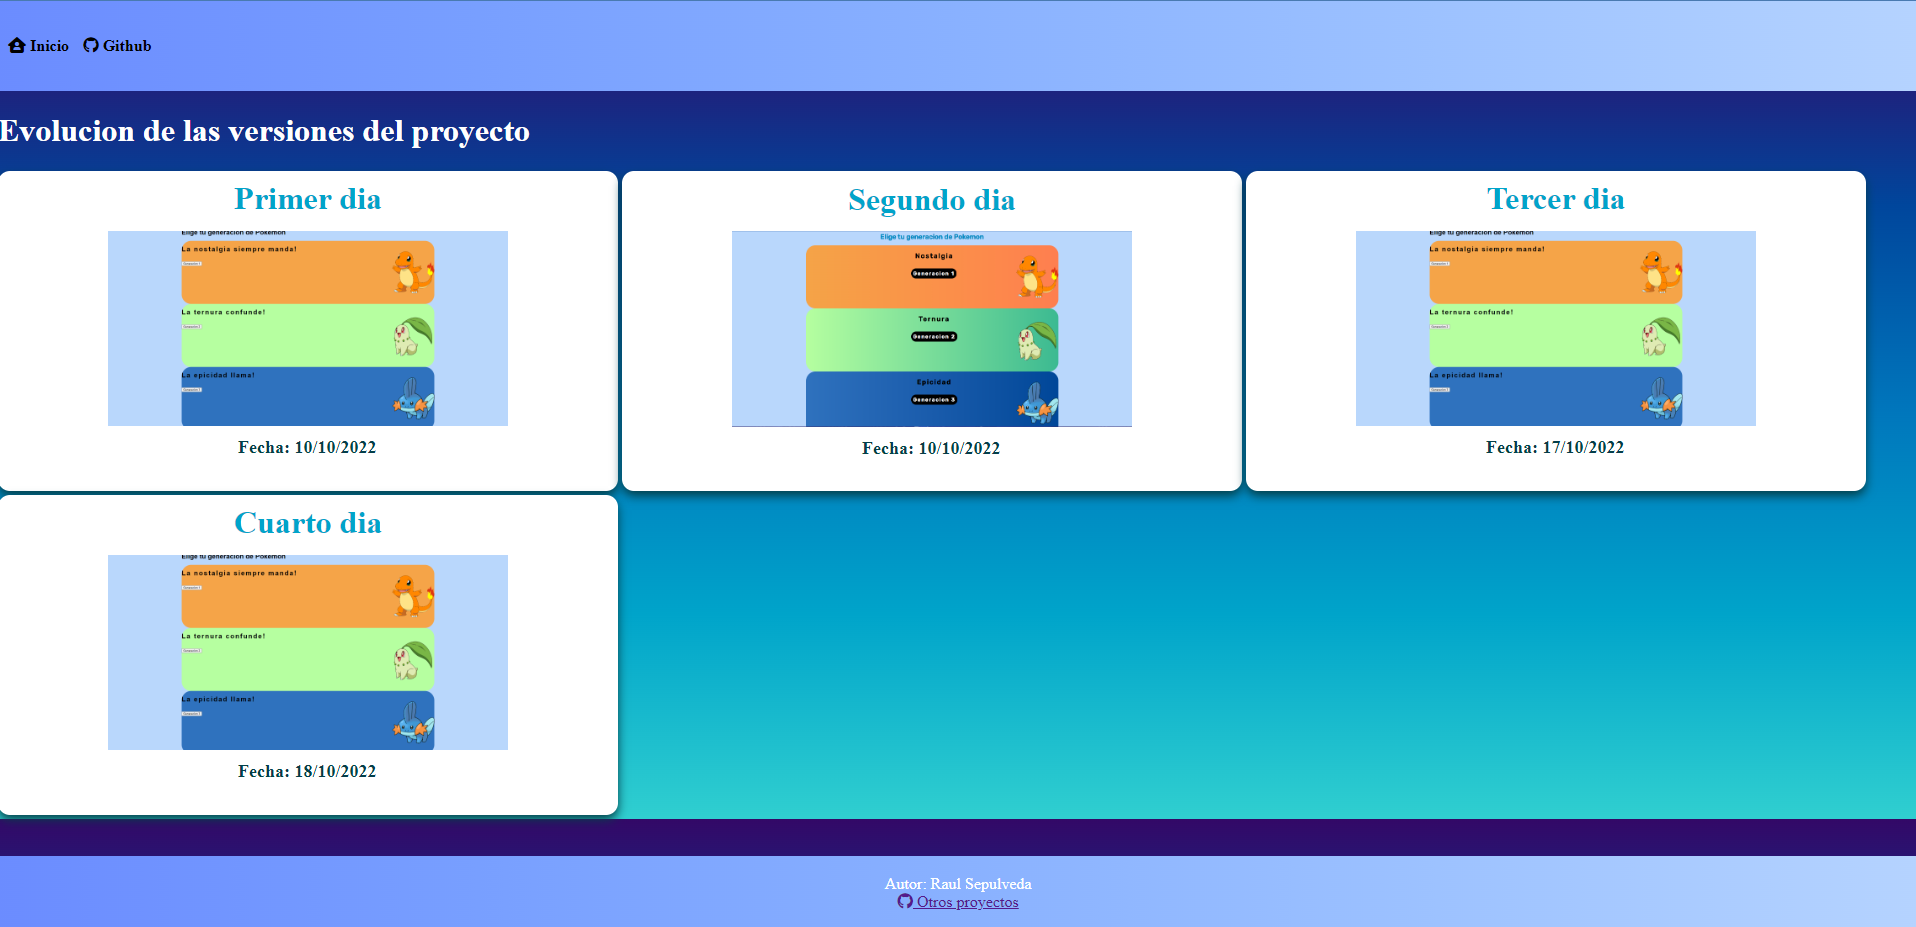 Inicio Github
Evolucion de las versiones del proyecto
Primer dia
Elige tu generacion de Pokemon
La nostalgia siempre manda!
La ternura confunde!
La epicidad llama!
Fecha: 10/10/2022
Segundo dia
Elige tu generacion de Pokemon
Nostalgia
Generacion 1
Ternura
Generacion 2
Epicidad
Generacion 3
Fecha: 10/10/2022
Tercer dia
Elige tu generacion de Pokemon
La nostalgia siempre manda!
La ternura confunde!
La epicidad llama!
Fecha: 17/10/2022
Cuarto dia
Elige tu generacion de Pokemon
La nostalgia siempre manda!
La ternura confunde!
La epicidad llama!
Fecha: 18/10/2022
Autor: Raul Sepulveda
Otros proyectos